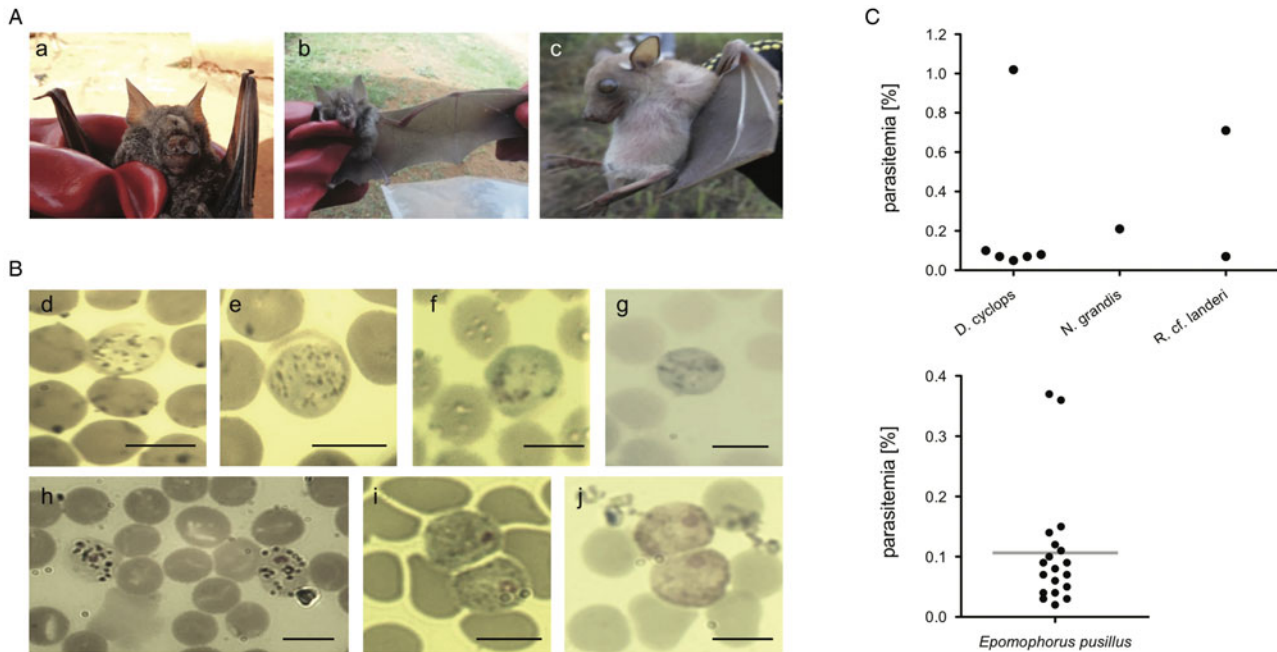 A
a
b
c
B
d
e
f
g
h
i
j
C
parasitemia [%]
1.2
1.0
0.8
0.6
0.4
0.2
0.0
D. cyclops
N. grandis
R. cf. landeri
parasitemia [%]
0.4
0.3
0.2
0.1
0.0
Epomophorus pusillus